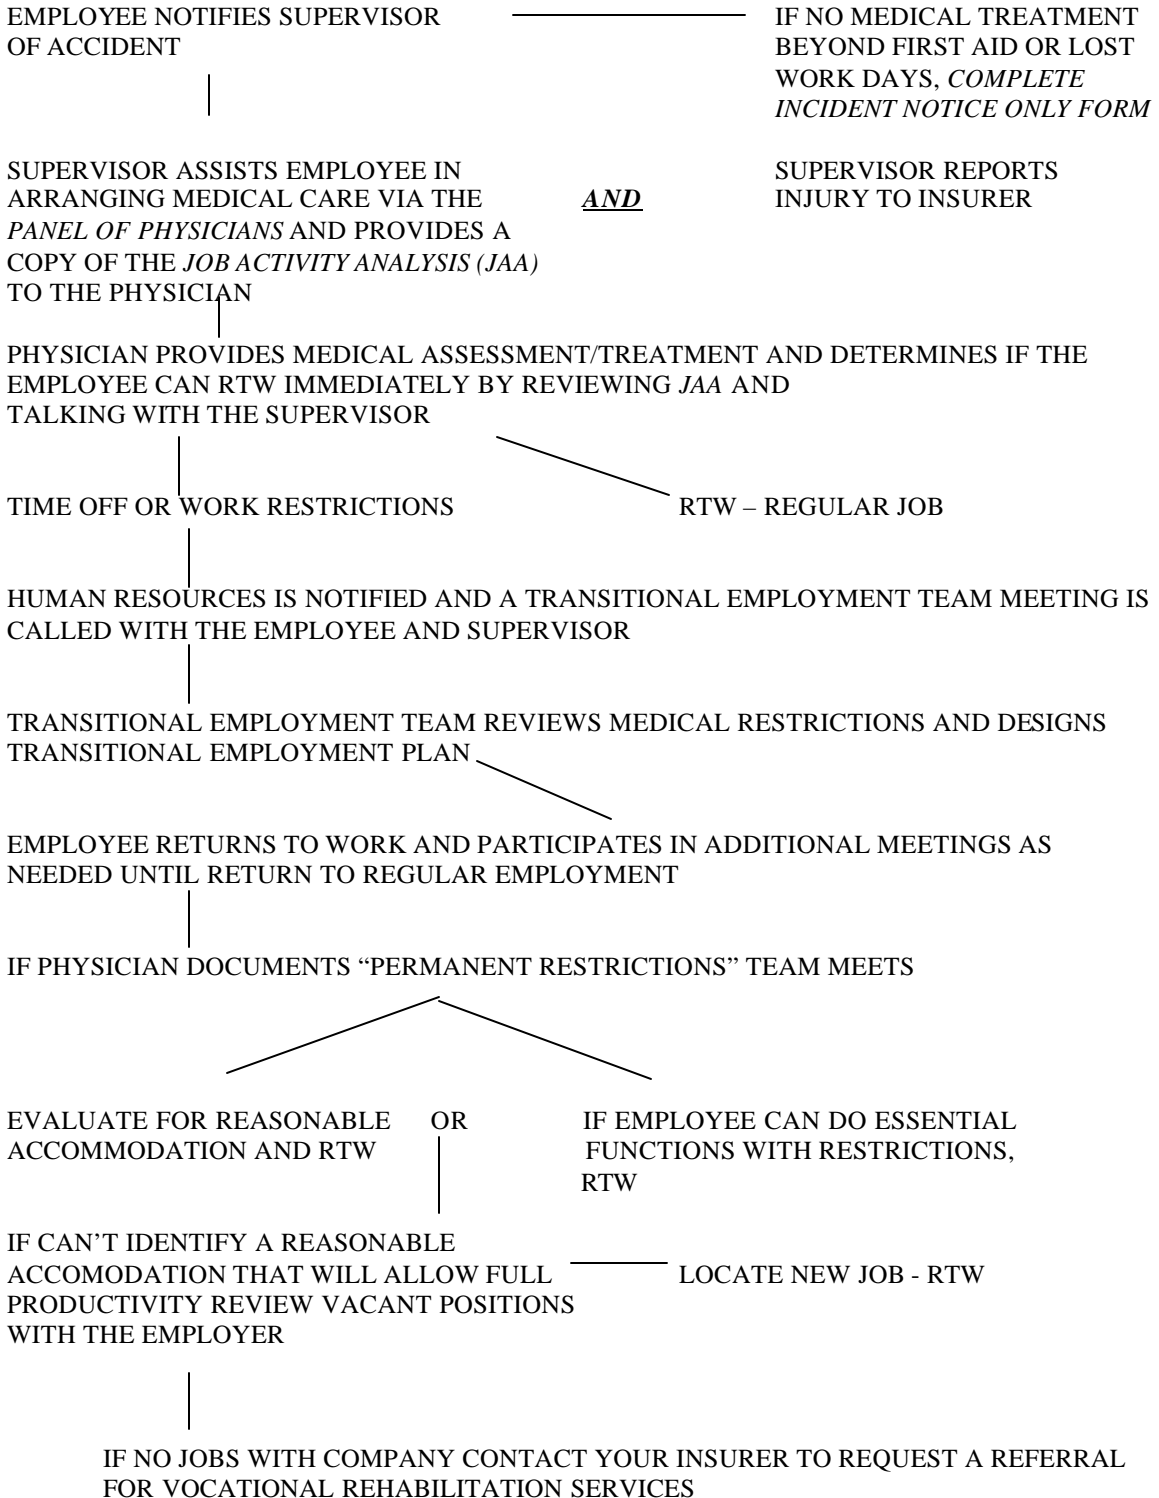 EMPLOYEE NOTIFIES SUPERVISOR
OF ACCIDENT
IF NO MEDICAL TREATMENT
BEYOND FIRST AID OR LOST
WORK DAYS, COMPLETE
INCIDENT NOTICE ONLY FORM
SUPERVISOR ASSISTS EMPLOYEE IN
ARRANGING MEDICAL CARE VIA THE
PANEL OF PHYSICIANS AND PROVIDES A
COPY OF THE JOB ACTIVITY ANALYSIS (JAA)
TO THE PHYSICIAN
AND
SUPERVISOR REPORTS
INJURY TO INSURER
PHYSICIAN PROVIDES MEDICAL ASSESSMENT/TREATMENT AND DETERMINES IF THE
EMPLOYEE CAN RTW IMMEDIATELY BY REVIEWING JAA AND
TALKING WITH THE SUPERVISOR
TIME OFF OR WORK RESTRICTIONS
RTW – REGULAR JOB
HUMAN RESOURCES IS NOTIFIED AND A TRANSITIONAL EMPLOYMENT TEAM MEETING IS
CALLED WITH THE EMPLOYEE AND SUPERVISOR
TRANSITIONAL EMPLOYMENT TEAM REVIEWS MEDICAL RESTRICTIONS AND DESIGNS
TRANSITIONAL EMPLOYMENT PLAN
EMPLOYEE RETURNS TO WORK AND PARTICIPATES IN ADDITIONAL MEETINGS AS
NEEDED UNTIL RETURN TO REGULAR EMPLOYMENT
IF PHYSICIAN DOCUMENTS “PERMANENT RESTRICTIONS” TEAM MEETS
EVALUATE FOR REASONABLE
ACCOMMODATION AND RTW
OR
IF EMPLOYEE CAN DO ESSENTIAL
FUNCTIONS WITH RESTRICTIONS,
RTW
IF CAN’T IDENTIFY A REASONABLE
ACCOMODATION THAT WILL ALLOW FULL
PRODUCTIVITY REVIEW VACANT POSITIONS
WITH THE EMPLOYER
LOCATE NEW JOB - RTW
IF NO JOBS WITH COMPANY CONTACT YOUR INSURER TO REQUEST A REFERRAL
FOR VOCATIONAL REHABILITATION SERVICES